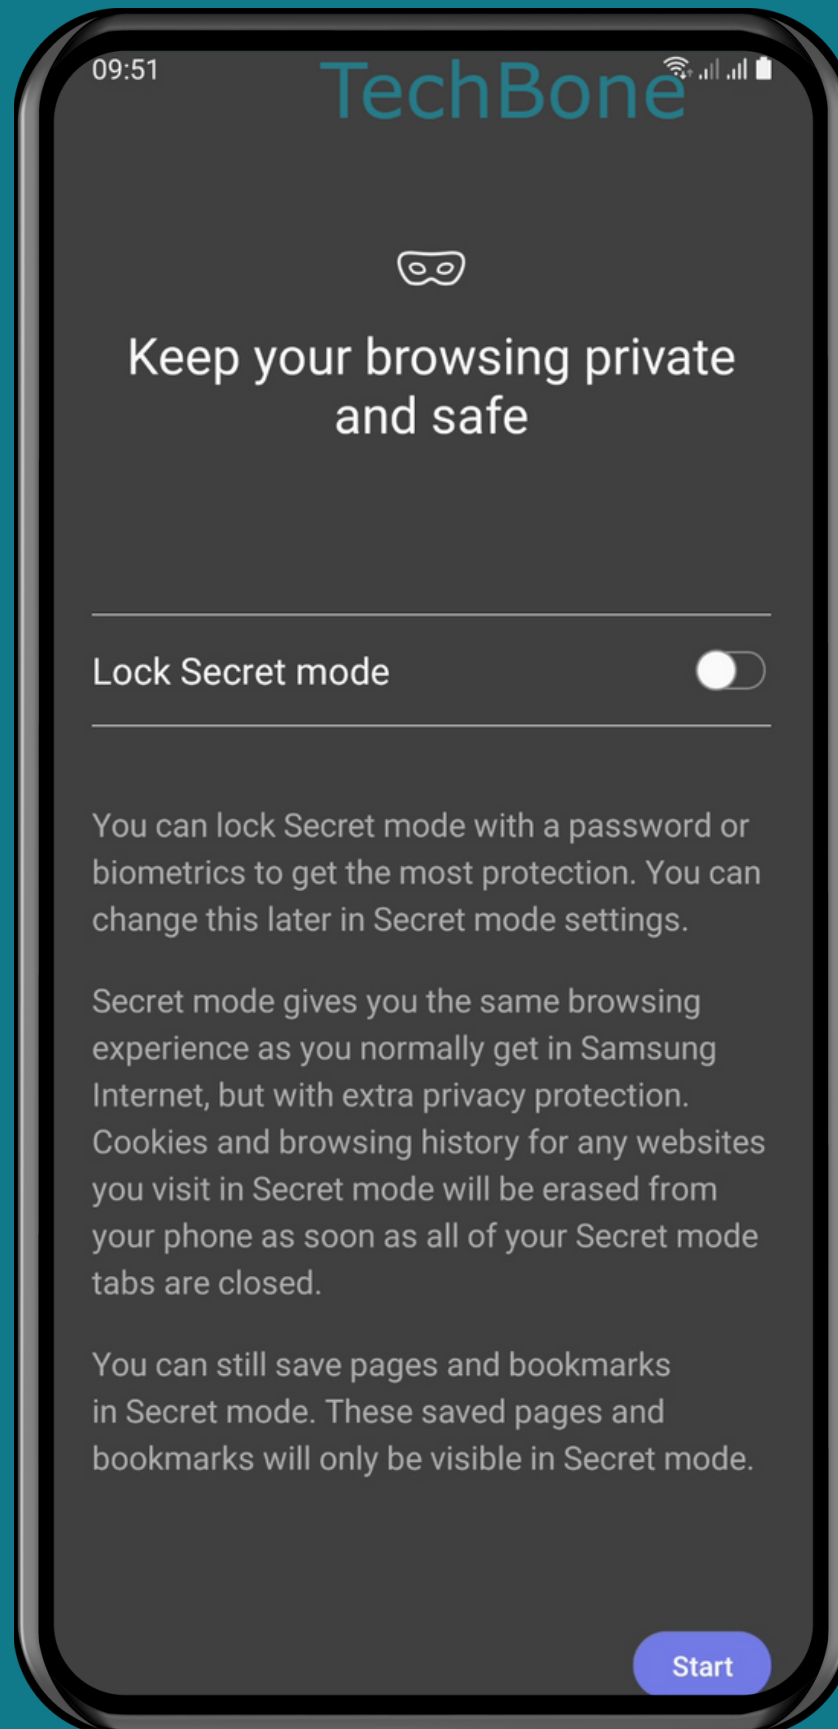 09:51
TechBone
Keep your browsing private
and safe
Lock Secret mode
You can lock Secret mode with a password or
biometrics to get the most protection. You can
change this later in Secret mode settings.
Secret mode gives you the same browsing
experience as you normally get in Samsung
Internet, but with extra privacy protection.
Cookies and browsing history for any websites
you visit in Secret mode will be erased from
your phone as soon as all of your Secret mode
tabs are closed.
You can still save pages and bookmarks
in Secret mode. These saved pages and
bookmarks will only be visible in Secret mode.
Start